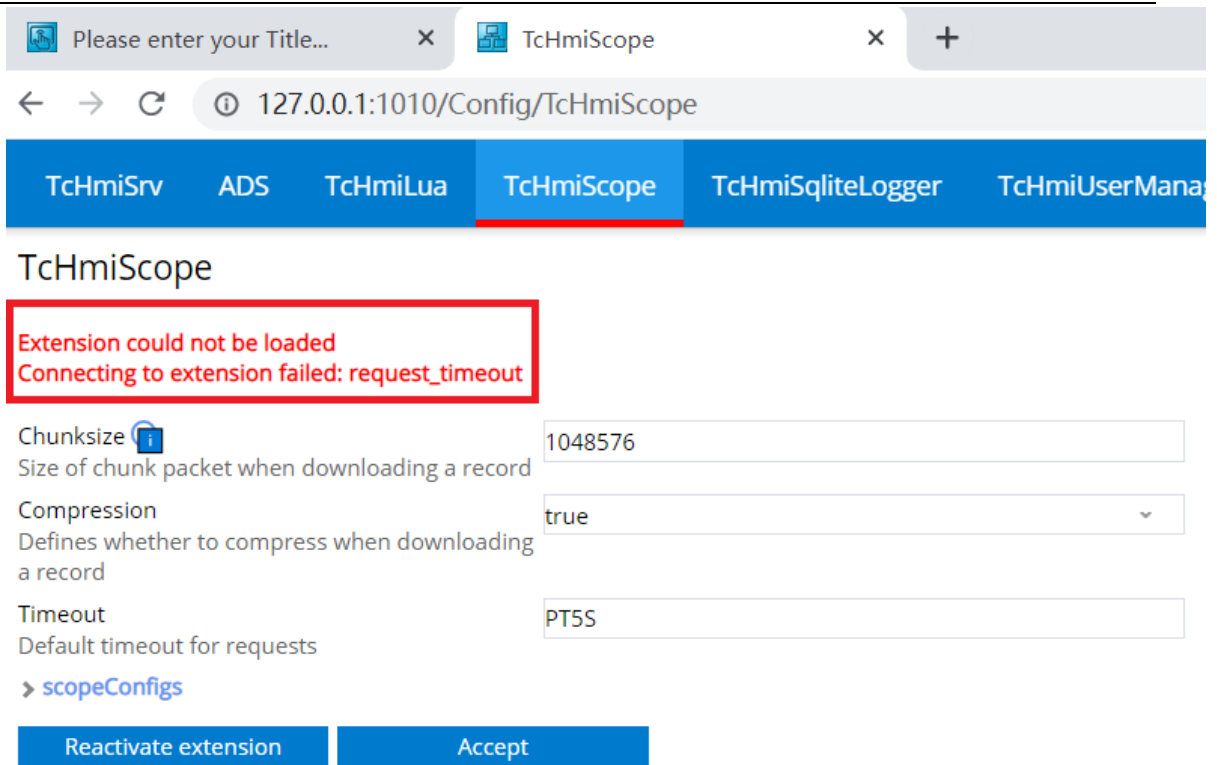 Please enter your Title...
TcHmiScope
127.0.0.1:1010/Config/TcHmiScope
TcHmiSrv ADS TcHmiLua TcHmiScope TcHmiSqliteLogger TcHmiUserManag
TcHmiScope
Extension could not be loaded
Connecting to extension failed: request_timeout
Chunksize i 1048576
Size of chunk packet when downloading a record
Compression true
Defines whether to compress when downloading
a record
Timeout PT5S
Default timeout for requests
scopeConfigs
Reactivate extension Accept